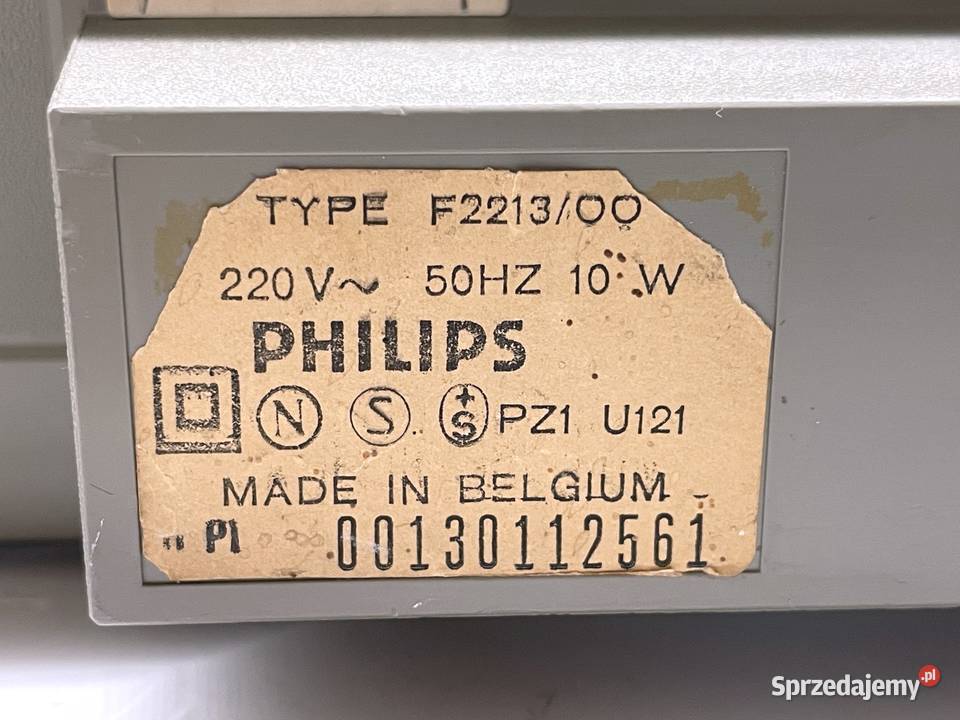 TYPE F2213/00
220V~ 50HZ 10 W
PHILIPS
N S S PZ1 U121
MADE IN BELGIUM
PI 00130112561
Sprzedajemy.pl